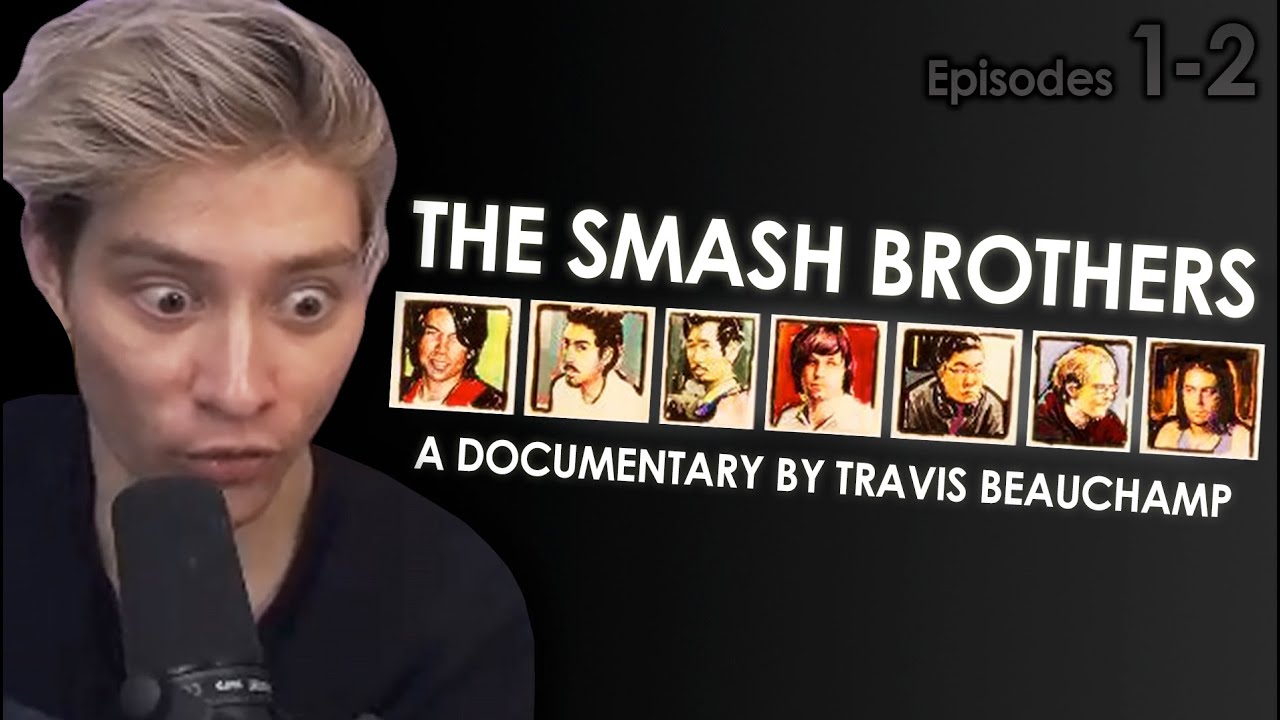 Episodes 1-2
THE SMASH BROTHERS
A DOCUMENTARY BY TRAVIS BEAUCHAMP